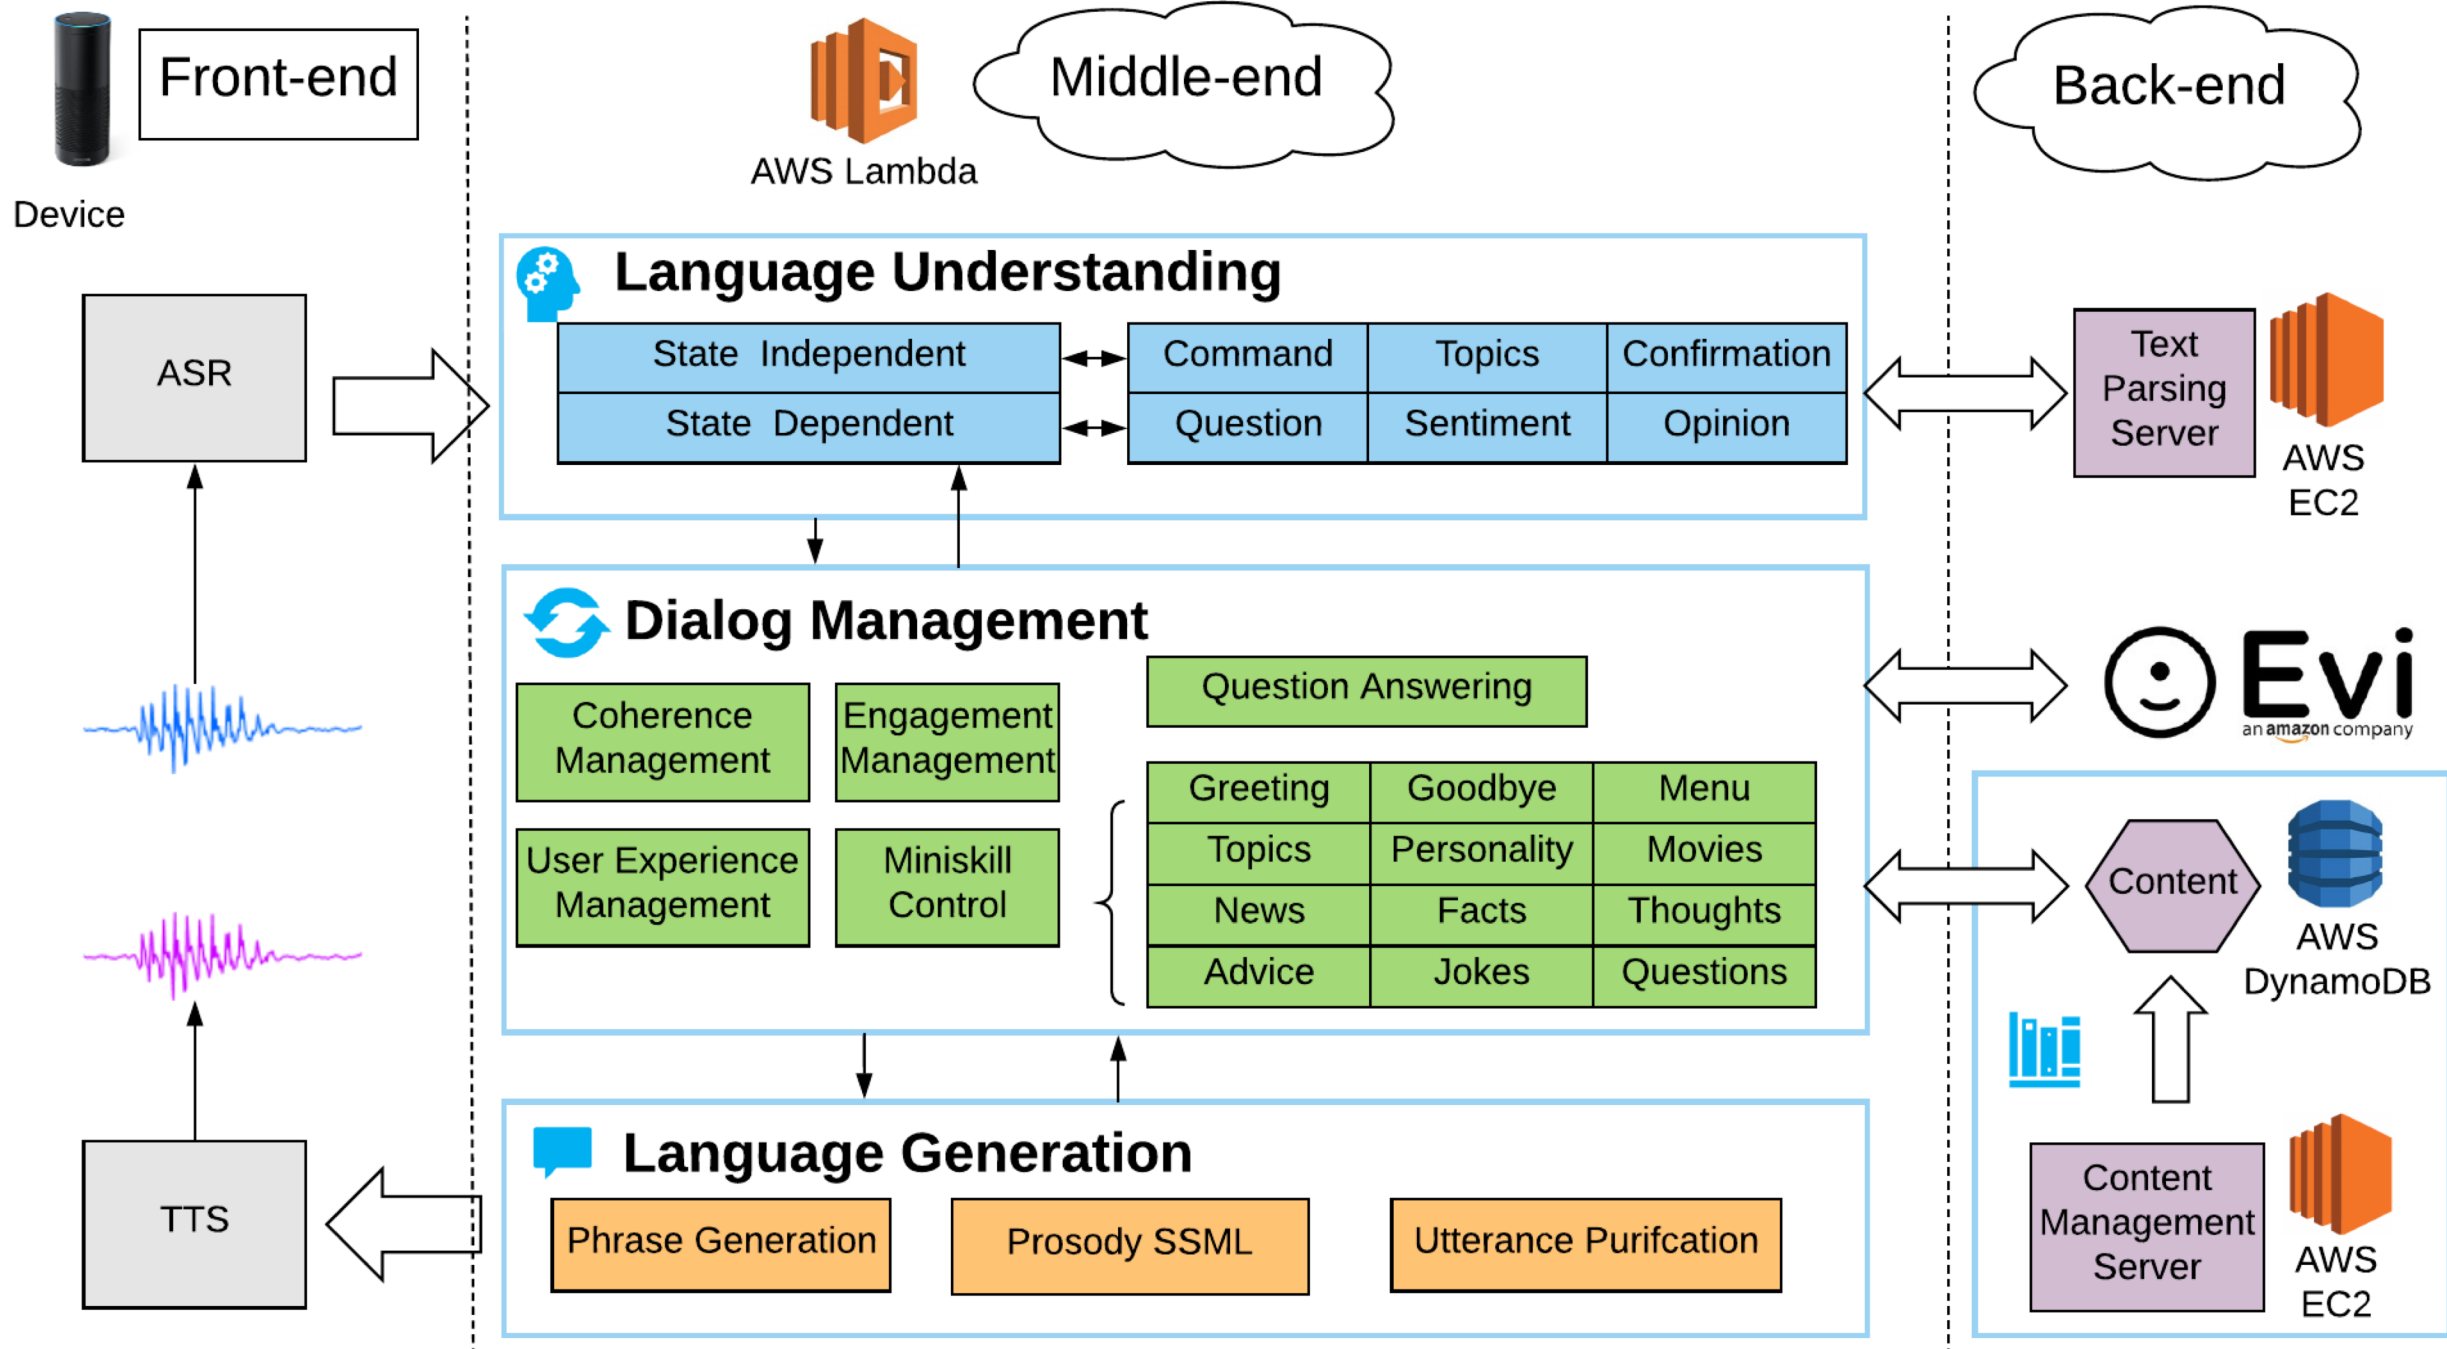 Front-end
Device
AWS Lambda
Middle-end
Back-end
ASR
TTS
Language Understanding
State Independent
State Dependent
Command
Topics
Confirmation
Question
Sentiment
Opinion
Text
Parsing
Server
AWS
EC2
Dialog Management
Coherence
Management
Engagement
Management
User Experience
Management
Miniskill
Control
Question Answering
Greeting
Goodbye
Menu
Topics
Personality
Movies
News
Facts
Thoughts
Advice
Jokes
Questions
Evi
an amazon company
Content
AWS
DynamoDB
Content
Management
Server
AWS
EC2
Language Generation
Phrase Generation
Prosody SSML
Utterance Purifcation